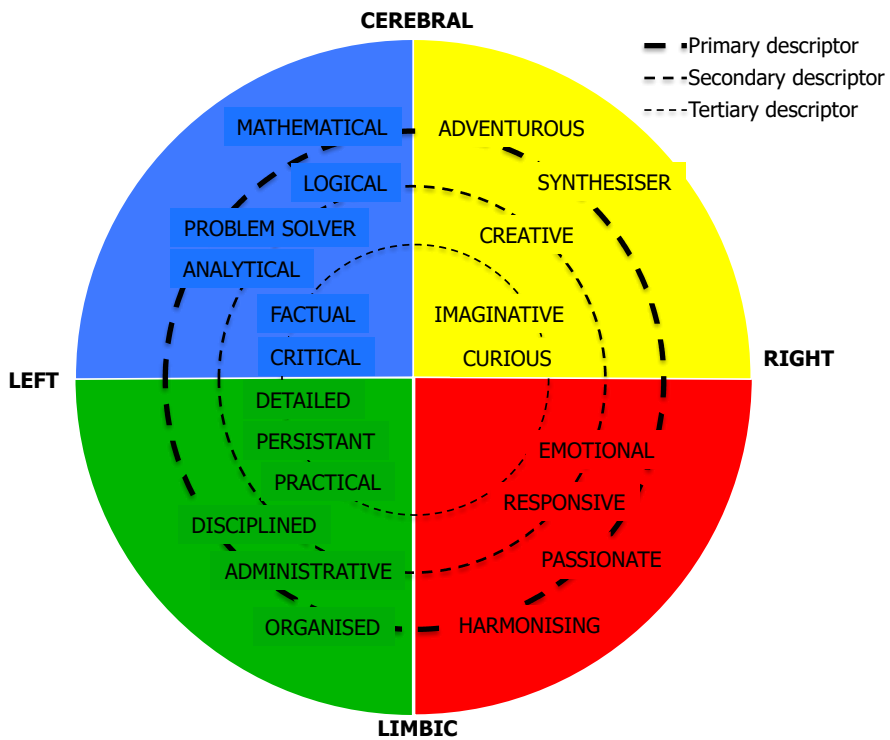 CEREBRAL
Primary descriptor
Secondary descriptor
Tertiary descriptor
MATHEMATICAL
ADVENTUROUS
LOGICAL
SYNTHESISER
PROBLEM SOLVER
CREATIVE
ANALYTICAL
FACTUAL
IMAGINATIVE
CRITICAL
CURIOUS
LEFT
RIGHT
DETAILED
PERSISTANT
EMOTIONAL
PRACTICAL
RESPONSIVE
DISCIPLINED
PASSIONATE
ADMINISTRATIVE
ORGANISED
HARMONISING
LIMBIC